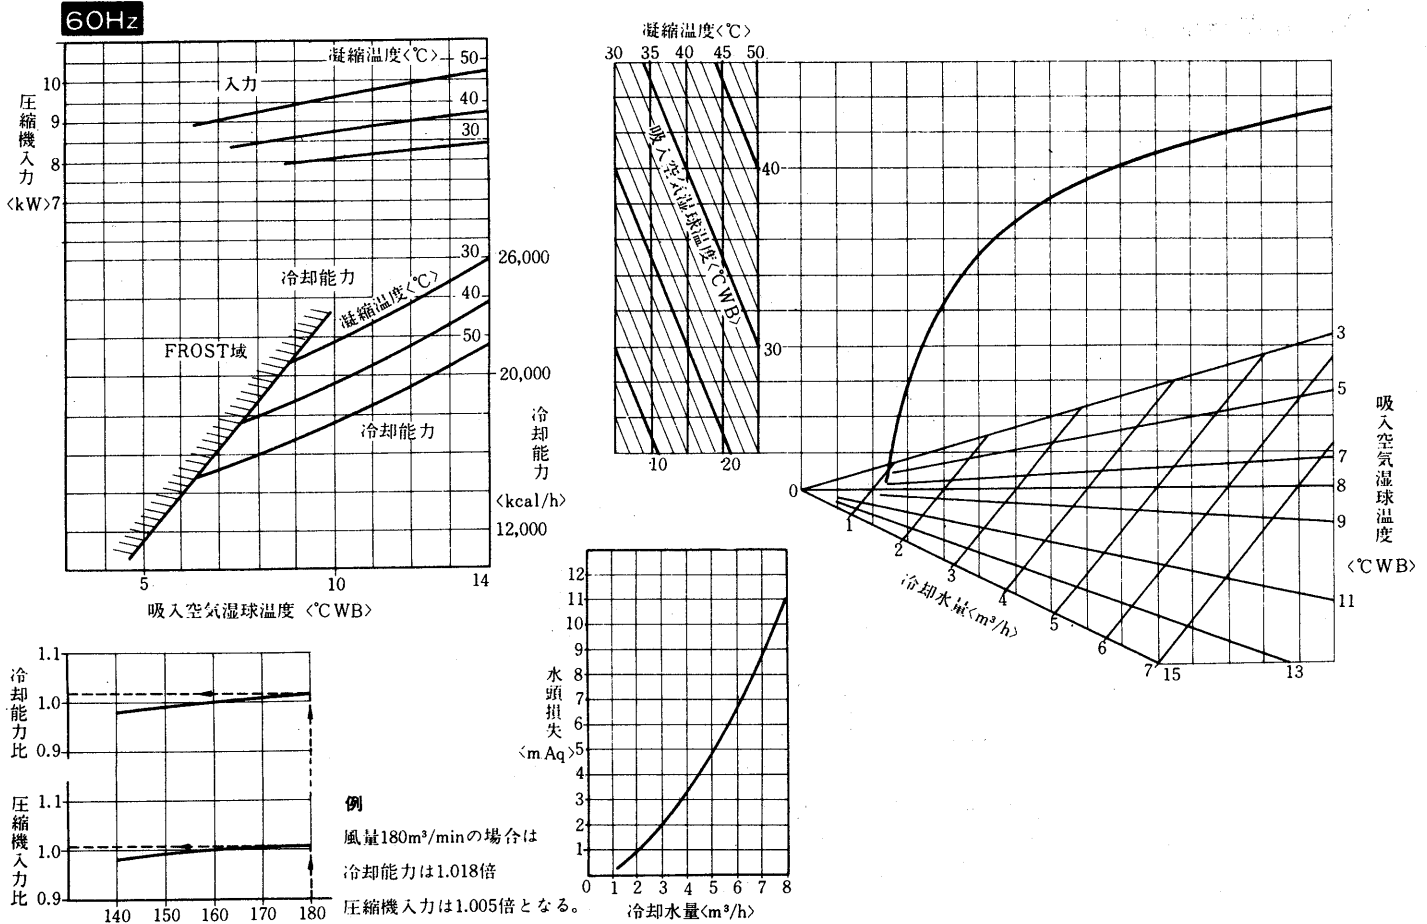 60Hz
凝縮温度〈℃〉
50
入力
40
30
10
9
8
〈kW〉7
圧縮機入力
30
26,000
冷却能力
凝縮温度〈℃〉
40
50
FROST域
20,000
冷却能力
冷却能力
〈kcal/h〉
12,000
5
10
14
吸入空気湿球温度〈℃WB〉
凝縮温度〈℃〉
30 35 40 45 50
吸入空気湿球温度〈℃WB〉
40
30
10
20
0
3
5
7
8
9
11
13
15
吸入空気湿球温度
〈℃WB〉
1
2
3
4
5
6
7
冷却水量〈m³/h〉
1.1
1.0
0.9
冷却能力比
1.1
1.0
0.9
圧縮機入力比
140 150 160 170 180
例
風量180m³/minの場合は
冷却能力は1.018倍
圧縮機入力は1.005倍となる。
12
11
10
9
8
7
6
5
4
3
2
1
水頭損失
〈mAq〉
0 1 2 3 4 5 6 7 8
冷却水量〈m³/h〉